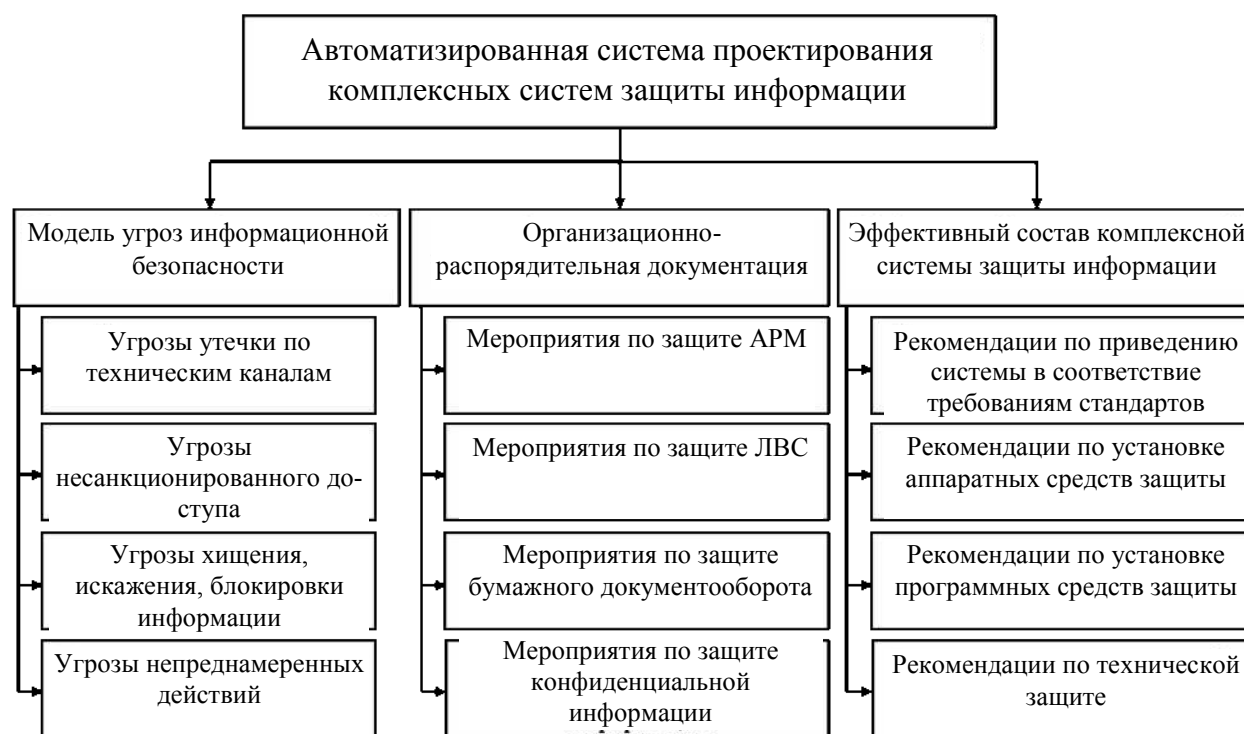 Автоматизированная система проектирования
комплексных систем защиты информации
Модель угроз информационной
безопасности
Угрозы утечки по
техническим каналам
Угрозы
несанкционированного до-
ступа
Угрозы хищения,
искажения, блокировки
информации
Угрозы непреднамеренных
действий
Организационно-
распорядительная документация
Мероприятия по защите АРМ
Мероприятия по защите ЛВС
Мероприятия по защите
бумажного документооборота
Мероприятия по защите
конфиденциальной
информации
Эффективный состав комплексной
системы защиты информации
Рекомендации по приведению
системы в соответствие
требованиям стандартов
Рекомендации по установке
аппаратных средств защиты
Рекомендации по установке
программных средств защиты
Рекомендации по технической
защите